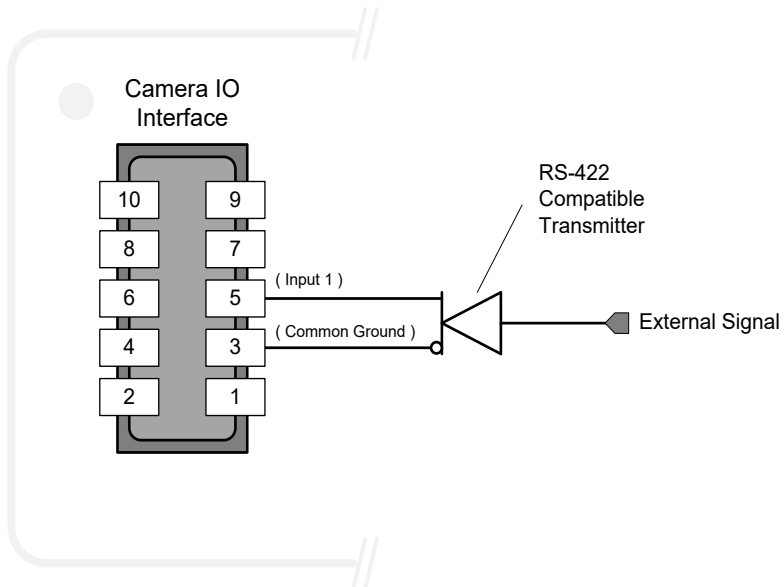 Camera IO
Interface
RS-422
Compatible
Transmitter
10
9
8
7
6
5
( Input 1 )
External Signal
4
3
( Common Ground )
2
1